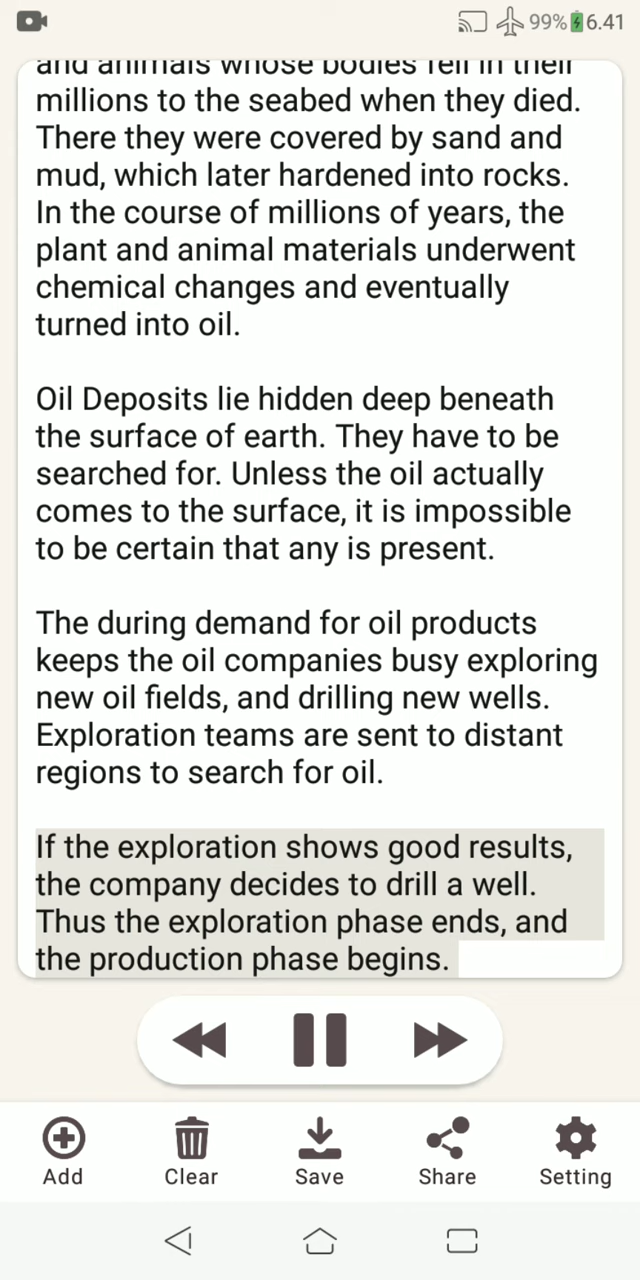 99% 6.41
and animals whose bodies fell in their
millions to the seabed when they died.
There they were covered by sand and
mud, which later hardened into rocks.
In the course of millions of years, the
plant and animal materials underwent
chemical changes and eventually
turned into oil.
Oil Deposits lie hidden deep beneath
the surface of earth. They have to be
searched for. Unless the oil actually
comes to the surface, it is impossible
to be certain that any is present.
The during demand for oil products
keeps the oil companies busy exploring
new oil fields, and drilling new wells.
Exploration teams are sent to distant
regions to search for oil.
If the exploration shows good results,
the company decides to drill a well.
Thus the exploration phase ends, and
the production phase begins.
Add Clear Save Share Setting